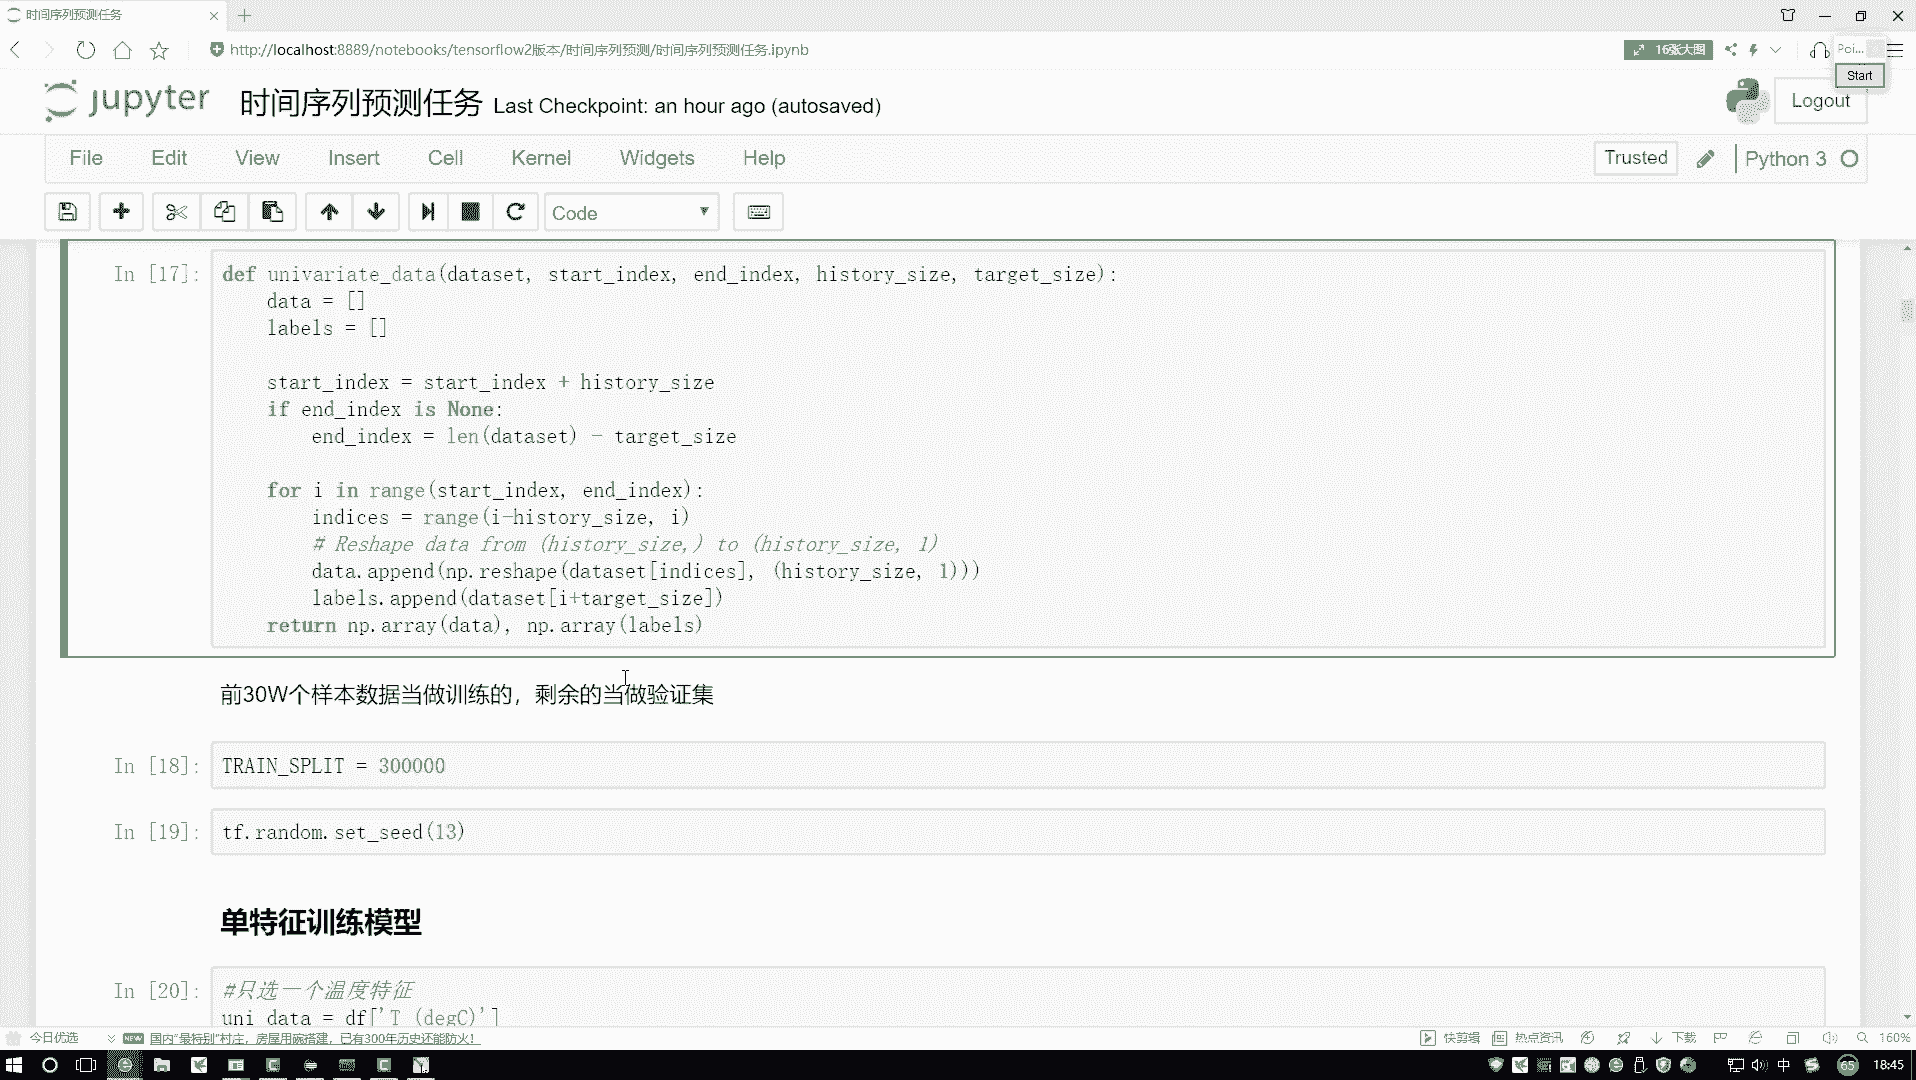 时间序列预测任务
http://localhost:8889/notebooks/tensorflow2版本/时间序列预测/时间序列预测任务.ipynb
16张大图
Poi...
Start
jupyter 时间序列预测任务 Last Checkpoint: an hour ago (autosaved)
Logout
File Edit View Insert Cell Kernel Widgets Help
Trusted
Python 3
Code
In [17]: def univariate_data(dataset, start_index, end_index, history_size, target_size):
data = []
labels = []
start_index = start_index + history_size
if end_index is None:
end_index = len(dataset) - target_size
for i in range(start_index, end_index):
indices = range(i-history_size, i)
# Reshape data from (history_size,) to (history_size, 1)
data.append(np.reshape(dataset[indices], (history_size, 1)))
labels.append(dataset[i+target_size])
return np.array(data), np.array(labels)
前30W个样本数据当做训练的，剩余的当做验证集
In [18]: TRAIN_SPLIT = 300000
In [19]: tf.random.set_seed(13)
单特征训练模型
In [20]: #只选一个温度特征
uni_data = df['T (degC)']
今日优选 NEW 国内"最特别"村庄，房屋用碗搭建，已有300年历史还能防火！
快剪辑 热点资讯 下载 160%
中 65 18:45